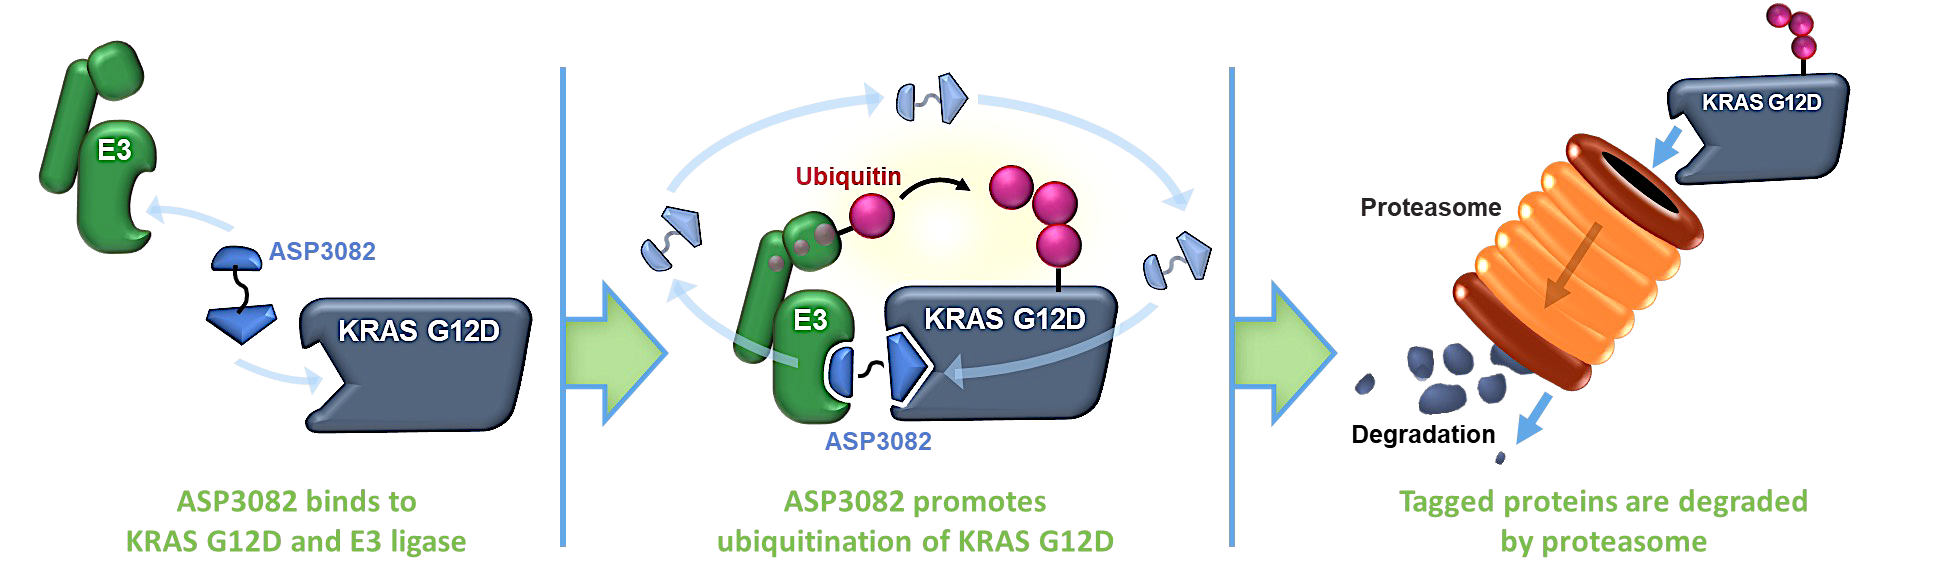 E3
ASP3082
KRAS G12D
ASP3082 binds to
KRAS G12D and E3 ligase
Ubiquitin
E3
KRAS G12D
ASP3082
ASP3082 promotes
ubiquitination of KRAS G12D
KRAS G12D
Proteasome
Degradation
Tagged proteins are degraded
by proteasome